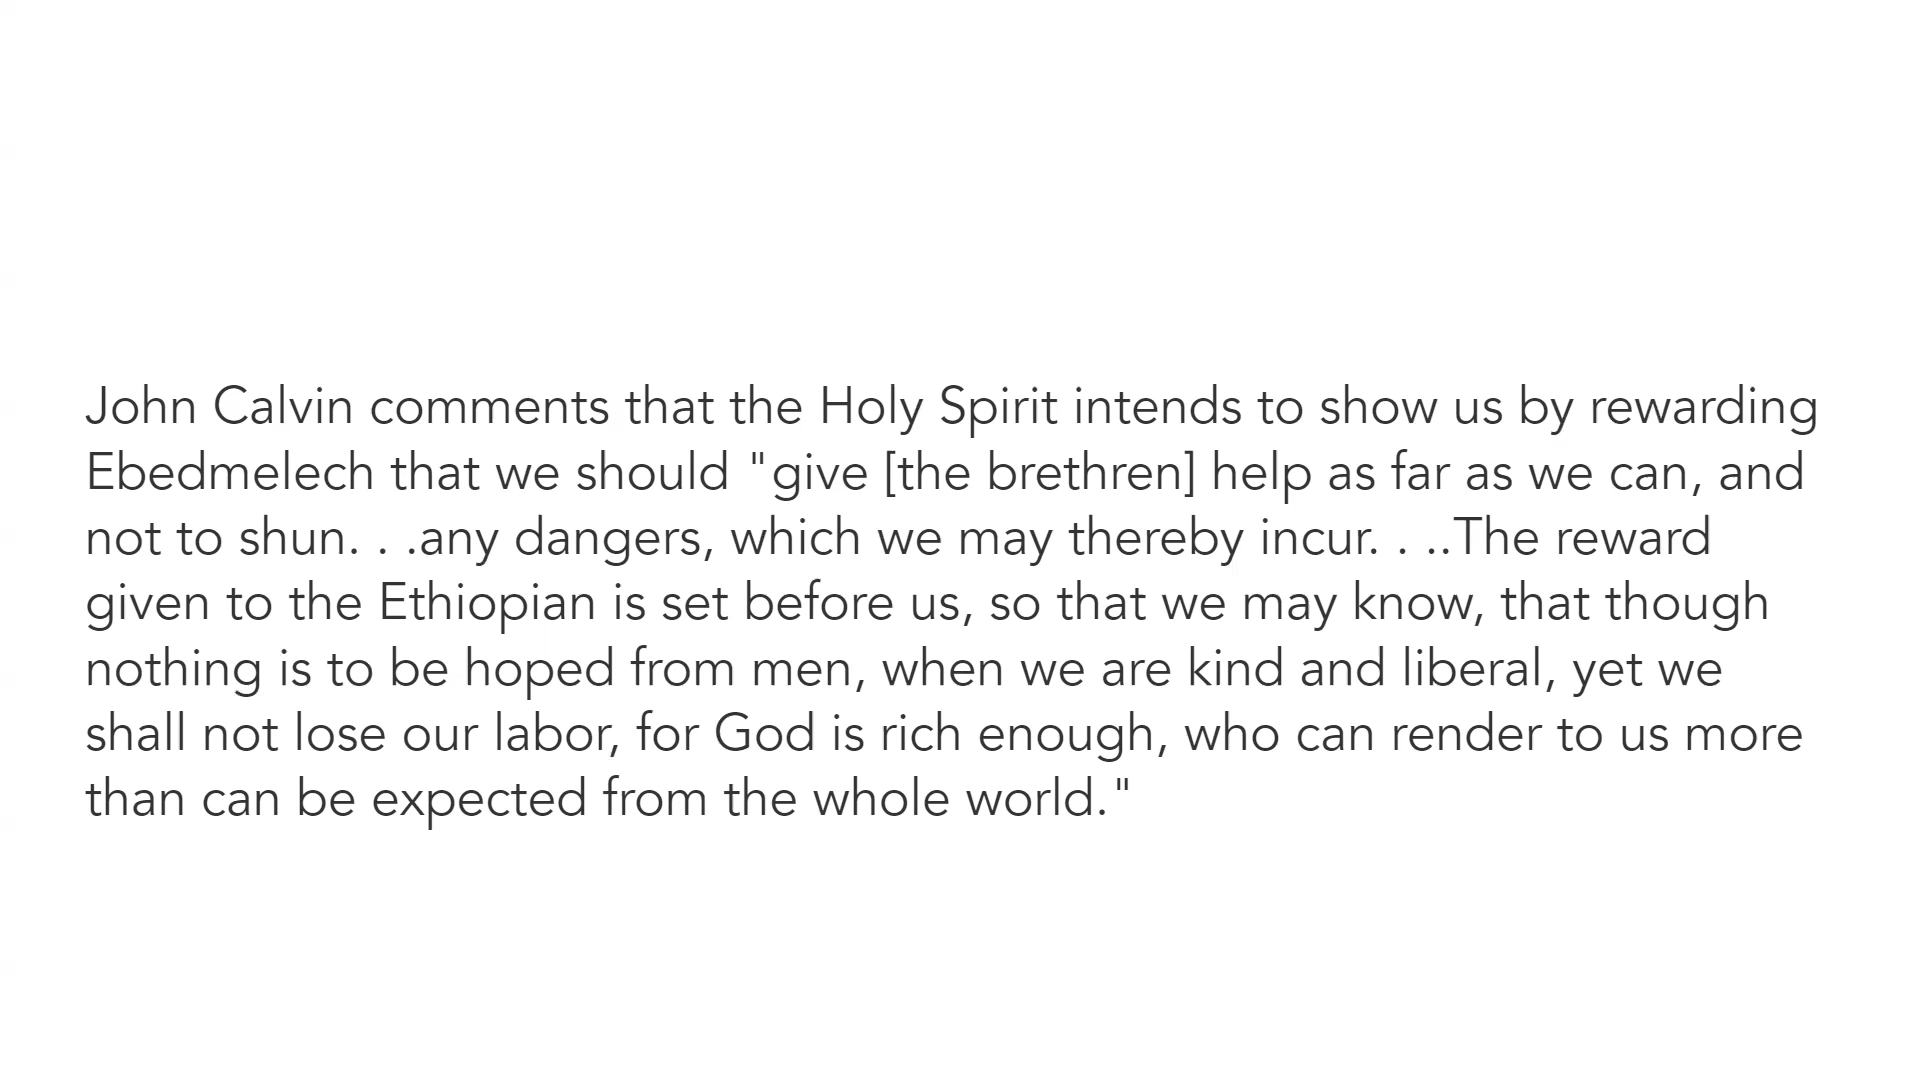 John Calvin comments that the Holy Spirit intends to show us by rewarding
Ebedmelech that we should "give [the brethren] help as far as we can, and
not to shun. . .any dangers, which we may thereby incur. . ..The reward
given to the Ethiopian is set before us, so that we may know, that though
nothing is to be hoped from men, when we are kind and liberal, yet we
shall not lose our labor, for God is rich enough, who can render to us more
than can be expected from the whole world."